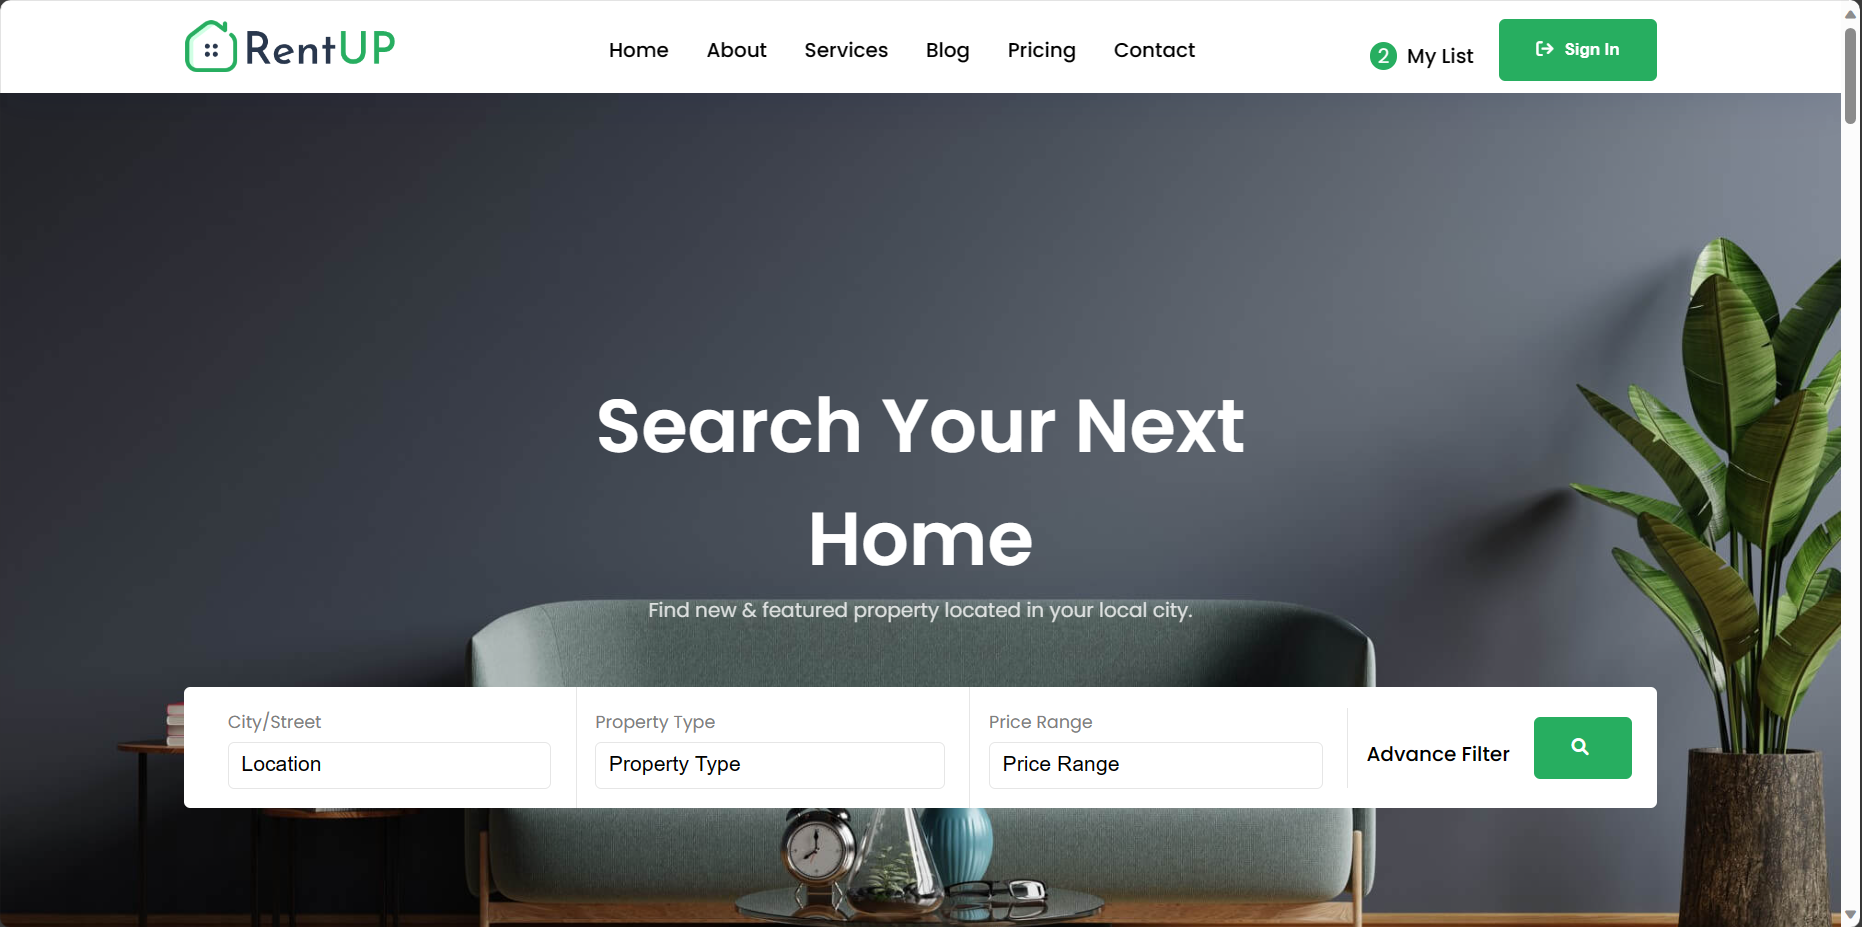 RentUP
Home About Services Blog Pricing Contact
2 My List
Sign In
Search Your Next
Home
Find new & featured property located in your local city.
City/Street
Location
Property Type
Property Type
Price Range
Price Range
Advance Filter